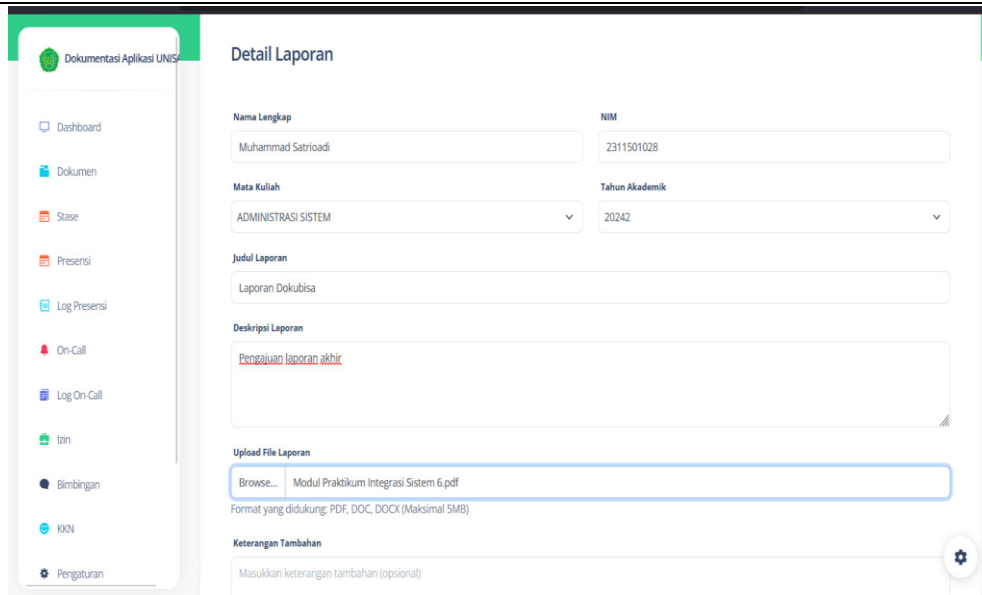 Dokumentasi Aplikasi UNISA
Dashboard
Dokumen
Stase
Presensi
Log Presensi
On-Call
Log On-Call
Izin
Bimbingan
KKN
Pengaturan
Detail Laporan
Nama Lengkap
Muhammad Satrioadi
NIM
2311501028
Mata Kuliah
ADMINISTRASI SISTEM
Tahun Akademik
20242
Judul Laporan
Laporan Dokubisa
Deskripsi Laporan
Pengajuan laporan akhir
Upload File Laporan
Browse... Modul Praktikum Integrasi Sistem 6.pdf
Format yang didukung: PDF, DOC, DOCX (Maksimal 5MB)
Keterangan Tambahan
Masukkan keterangan tambahan (opsional)